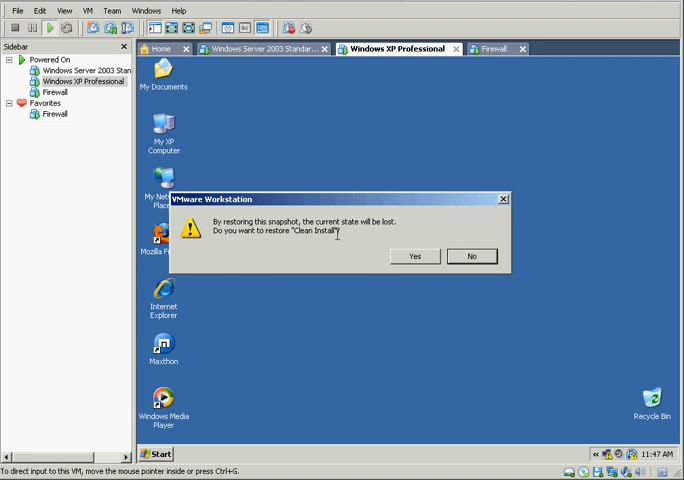 File Edit View VM Team Windows Help
Sidebar
Powered On
Windows Server 2003 Stan
Windows XP Professional
Firewall
Favorites
Firewall
Home
Windows Server 2003 Standar...
Windows XP Professional
Firewall
My Documents
My XP
Computer
My Net
Place
Mozilla Fi
Internet
Explorer
Maxthon
Windows Media
Player
Recycle Bin
VMware Workstation
By restoring this snapshot, the current state will be lost.
Do you want to restore "Clean Install"?
Yes
No
Start
11:47 AM
To direct input to this VM, move the mouse pointer inside or press Ctrl+G.